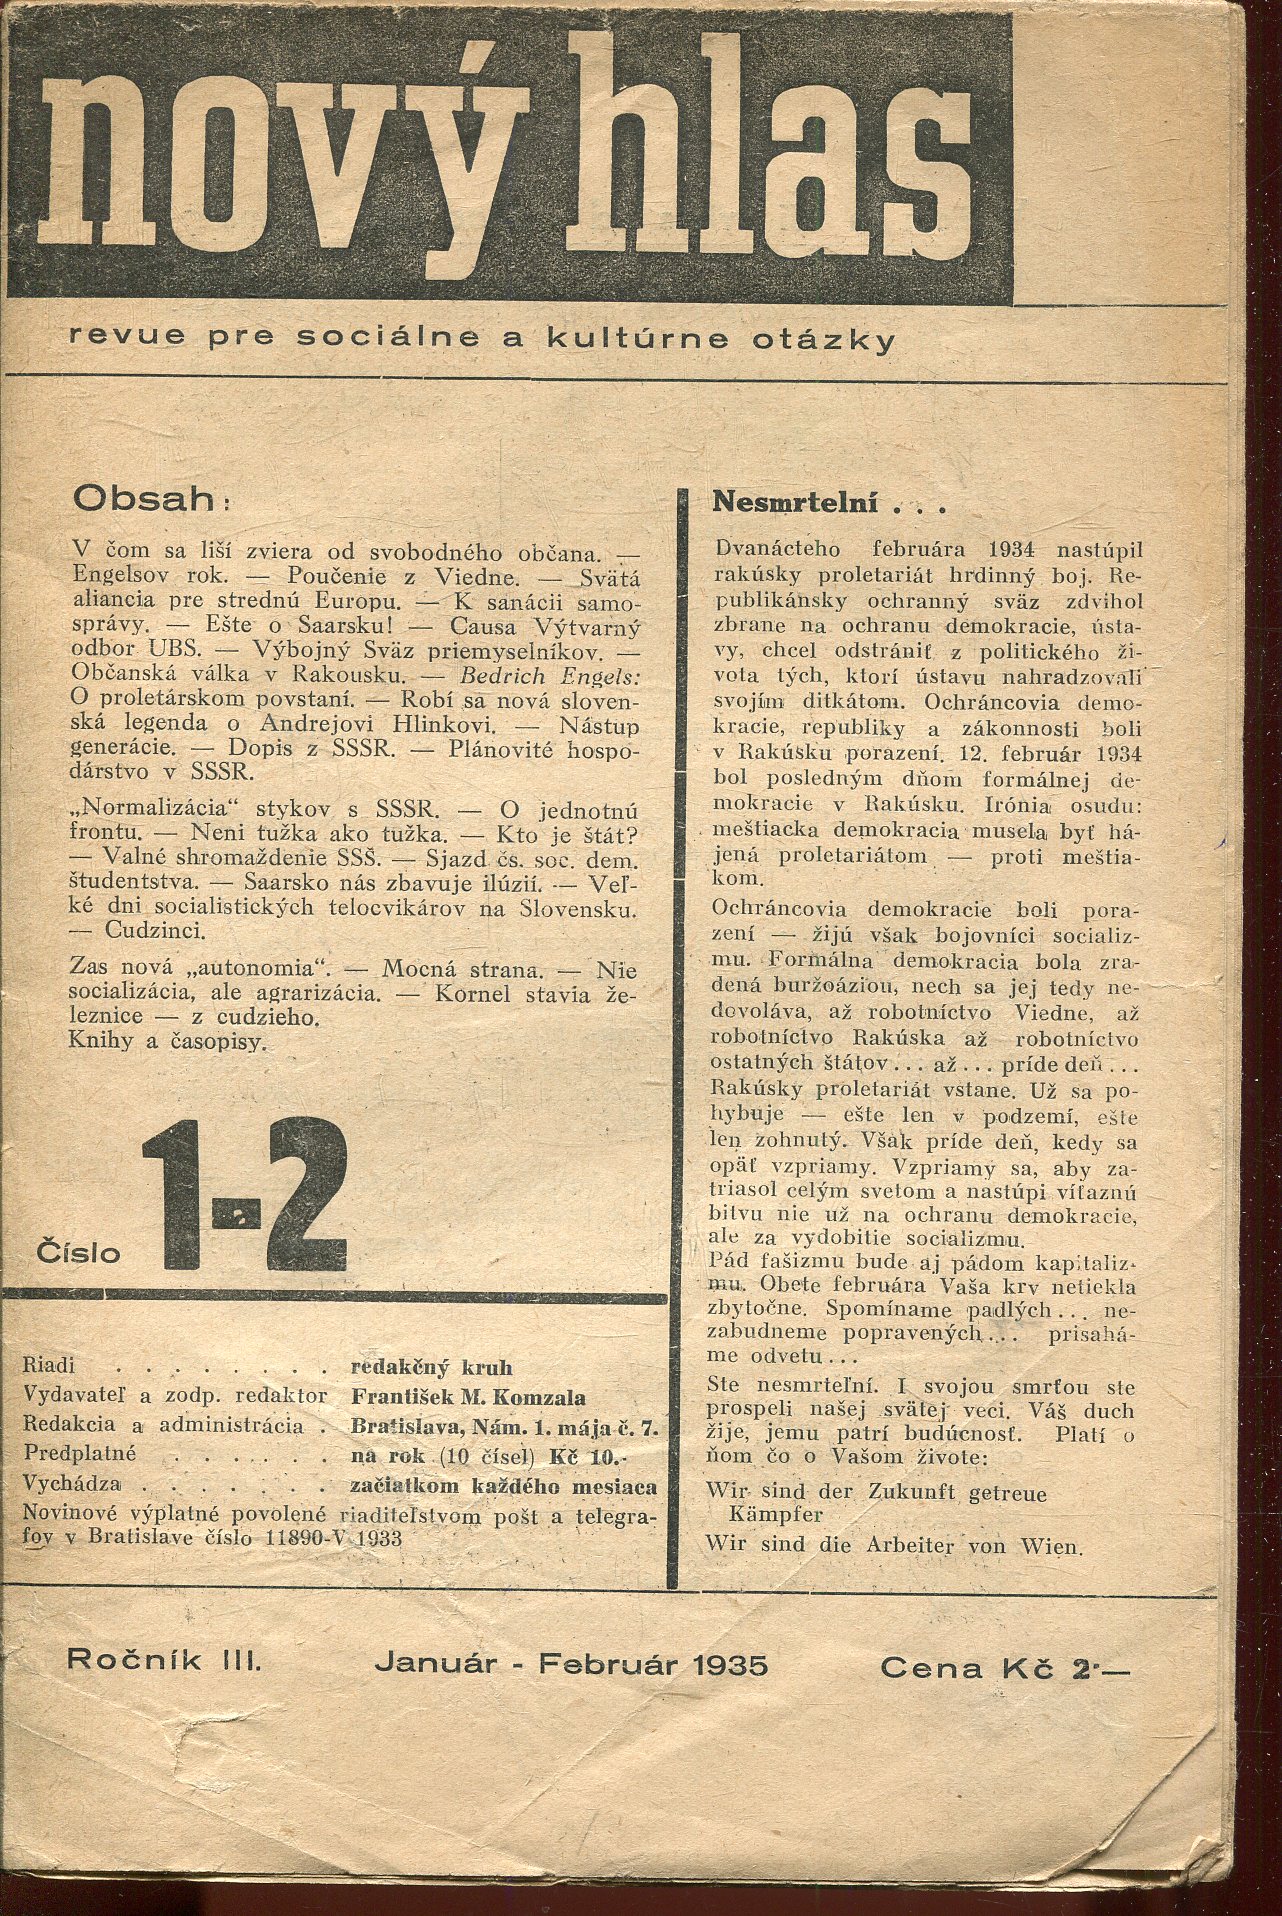 nový hlas
revue pre sociálne a kultúrne otázky
Obsah:
V čom sa liší zviera od svobodného občana. —
Engelsov rok. — Poučenie z Viedne. — Svätá
aliancia pre strednú Europu. — K sanácii samo-
správy. — Ešte o Saarsku! — Causa Výtvarný
odbor UBS. — Výbojný Sväz priemyselníkov. —
Občanská válka v Rakousku. — Bedrich Engels:
O proletárskom povstaní. — Robí sa nová sloven-
ská legenda o Andrejovi Hlinkovi. — Nástup
generácie. — Dopis z SSSR. — Plánovité hospo-
dárstvo v SSSR.
„Normalizácia“ stykov s SSSR. — O jednotnú
frontu. — Neni tužka ako tužka. — Kto je štát?
— Valné shromaždenie SSŠ. — Sjazd čs. soc. dem.
študentstva. — Saarsko nás zbavuje ilúzií. — Veľ-
ké dni socialistických telocvikárov na Slovensku.
— Cudzinci.
Zas nová „autonomia“. — Mocná strana. — Nie
socializácia, ale agrarizácia. — Kornel stavia že-
leznice — z cudzieho.
Knihy a časopisy.
Číslo 1-2
Riadi . . . . . . . . redakčný kruh
Vydavateľ a zodp. redaktor František M. Komzala
Redakcia a administrácia . Bratislava, Nám. 1. mája č. 7.
Predplatné . . . . . . na rok (10 čísel) Kč 10.-
Vychádza . . . . . . . začiatkom každého mesiaca
Novinové výplatné povolené riaditeľstvom pošt a telegra-
fov v Bratislave číslo 11890-V 1933
Nesmrtelní . . .
Dvanácteho februára 1934 nastúpil
rakúsky proletariát hrdinný boj. Re-
publikánsky ochranný sväz zdvihol
zbrane na ochranu demokracie, ústa-
vy, chcel odstrániť z politického ži-
vota tých, ktorí ústavu nahradzovali
svojím ditkátom. Ochráncovia demo-
kracie, republiky a zákonnosti boli
v Rakúsku porazení. 12. február 1934
bol posledným dňom formálnej de-
mokracie v Rakúsku. Irónia osudu:
meštiacka demokracia musela byť há-
jená proletariátom — proti meštia-
kom.
Ochráncovia demokracie boli pora-
zení — žijú však bojovníci socializ-
mu. Formálna demokracia bola zra-
dená buržoáziou, nech sa jej tedy ne-
dovoláva, až robotníctvo Viedne, až
robotníctvo Rakúska až robotníctvo
ostatných štátov . . . až . . . príde deň . . .
Rakúsky proletariát vstane. Už sa po-
hybuje — ešte len v podzemí, ešte
len zohnutý. Však príde deň, kedy sa
opäť vzpriamy. Vzpriamy sa, aby za-
triasol celým svetom a nastúpi víťaznú
bitvu nie už na ochranu demokracie,
ale za vydobitie socializmu.
Pád fašizmu bude aj pádom kapitaliz-
mu. Obete februára Vaša krv netiekla
zbytočne. Spomíname padlých . . . ne-
zabudneme popravených . . . prisahá-
me odvetu . . .
Ste nesmrteľní. I svojou smrťou ste
prospeli našej svätej veci. Váš duch
žije, jemu patrí budúcnosť. Platí o
ňom čo o Vašom živote:
Wir sind der Zukunft getreue
Kämpfer
Wir sind die Arbeiter von Wien.
Ročník III. Január - Február 1935 Cena Kč 2·—